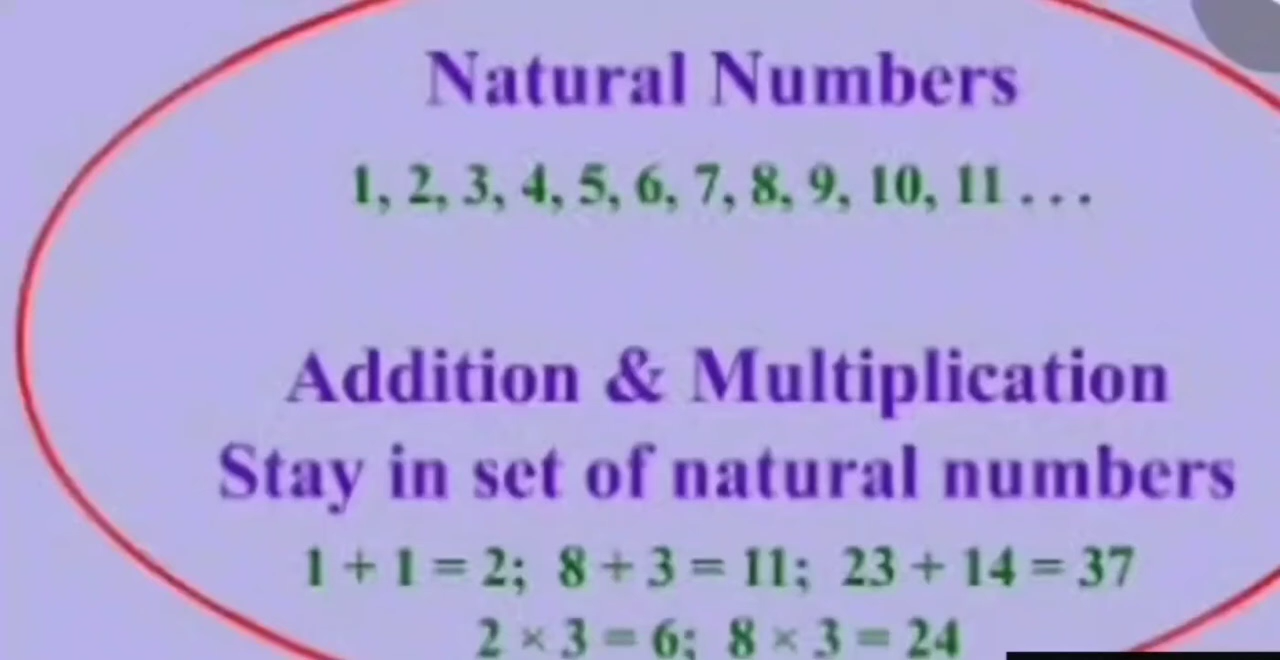 Natural Numbers
1, 2, 3, 4, 5, 6, 7, 8, 9, 10, 11 . . .
Addition & Multiplication
Stay in set of natural numbers
1 + 1 = 2; 8 + 3 = 11; 23 + 14 = 37
2 × 3 = 6; 8 × 3 = 24